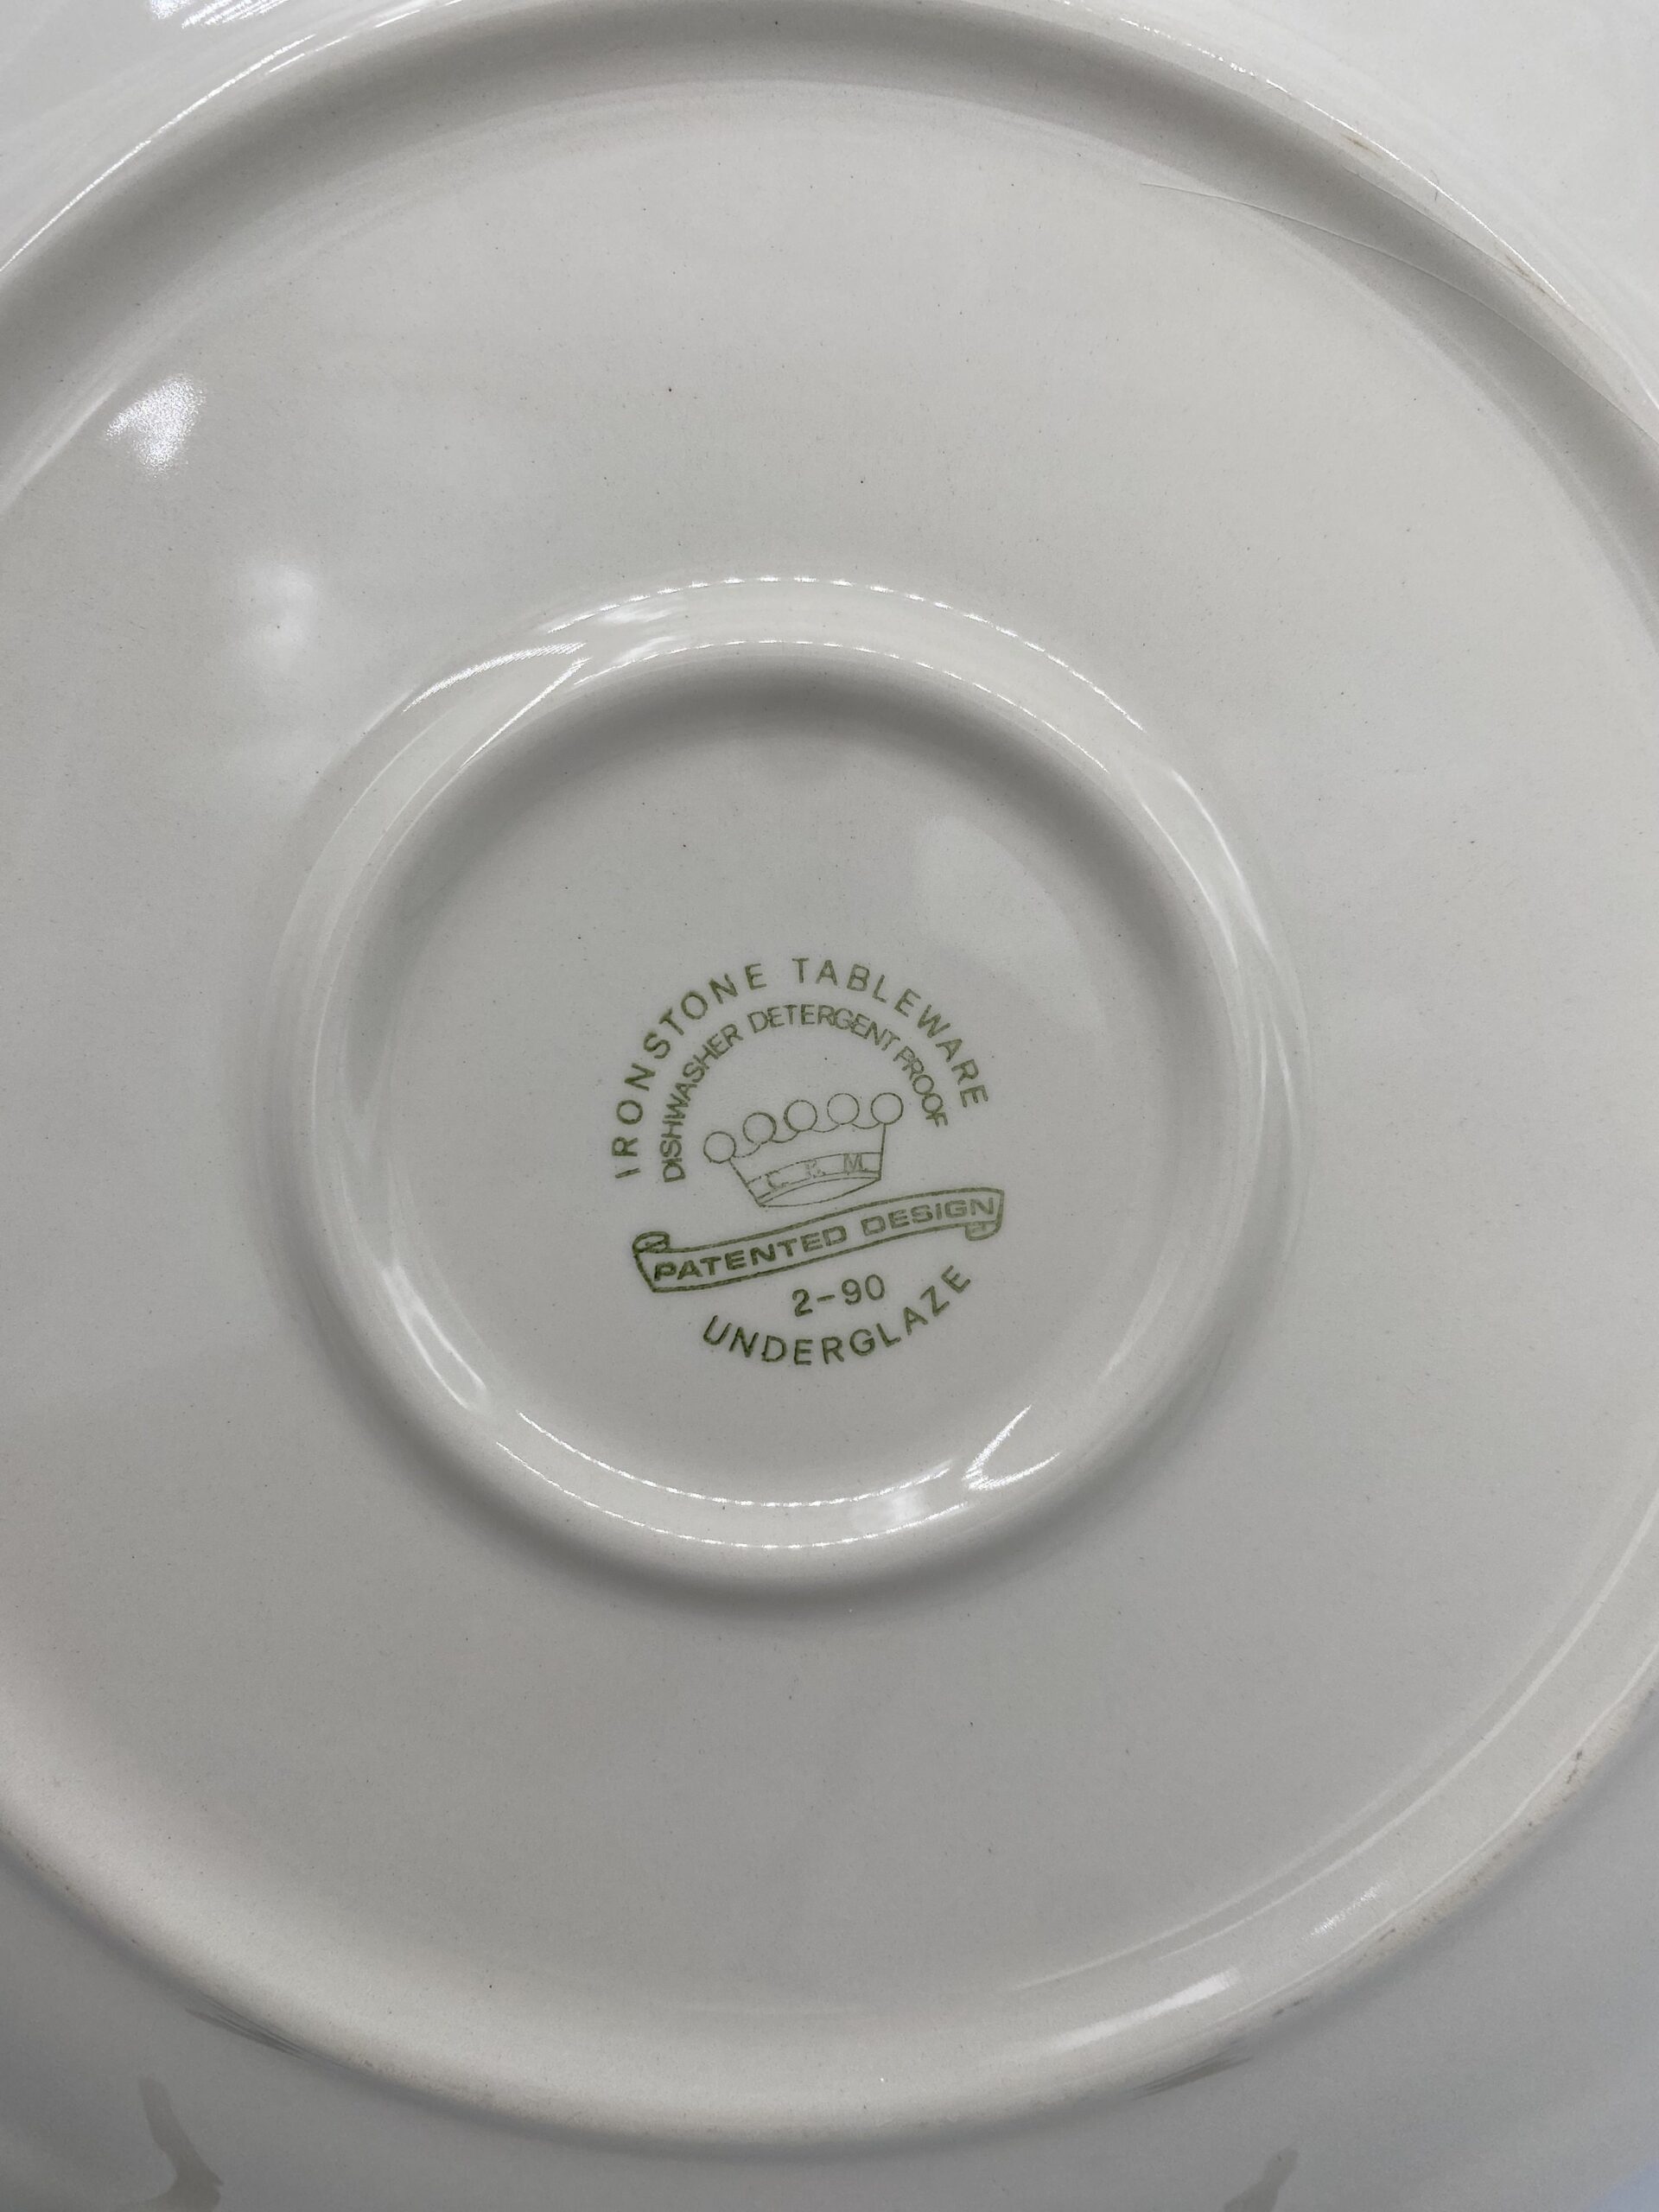 IRONSTONE TABLEWARE
DISHWASHER DETERGENT PROOF
PATENTED DESIGN
2-90
UNDERGLAZE